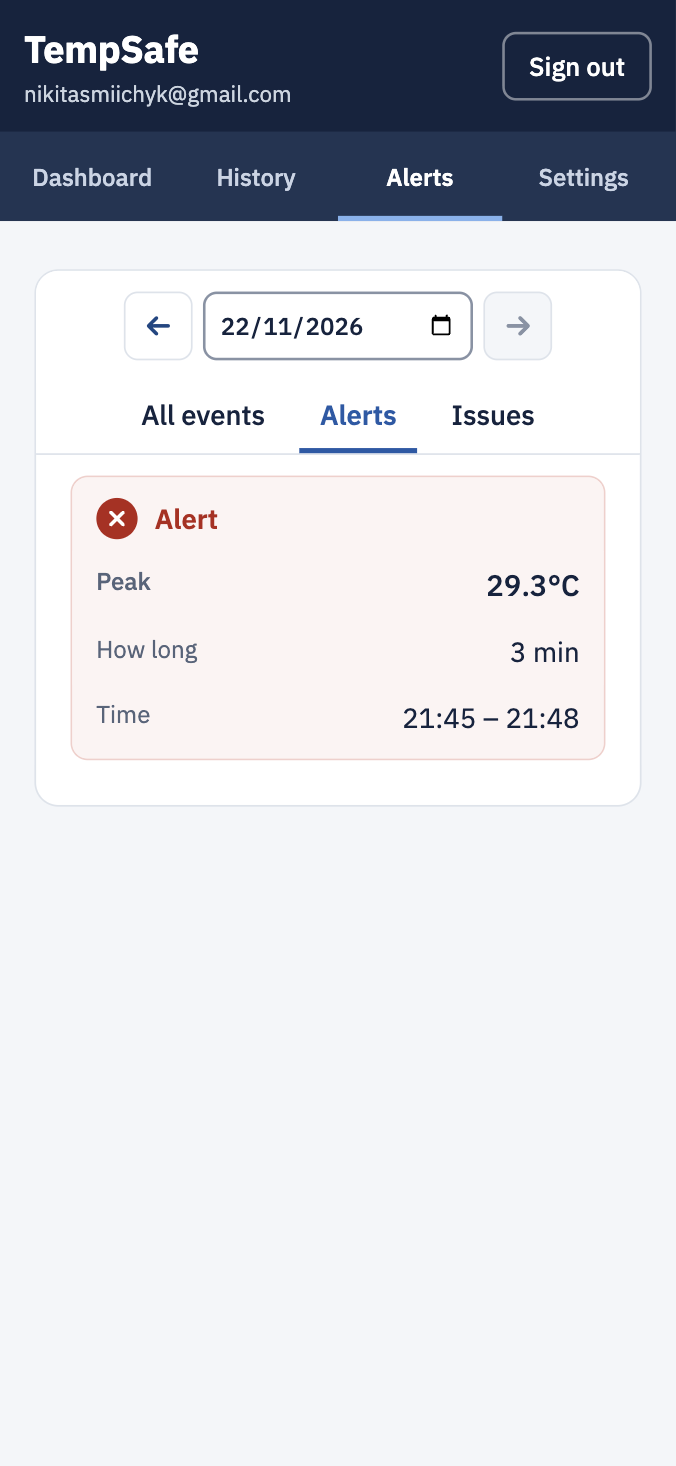 TempSafe
nikitasmiichyk@gmail.com
Sign out
Dashboard History Alerts Settings
22/11/2026
All events Alerts Issues
Alert
Peak 29.3°C
How long 3 min
Time 21:45 – 21:48